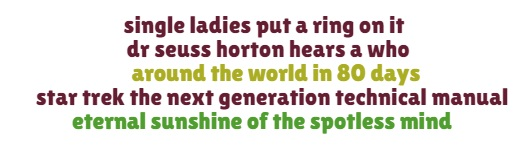 single ladies put a ring on it
dr seuss horton hears a who
around the world in 80 days
star trek the next generation technical manual
eternal sunshine of the spotless mind